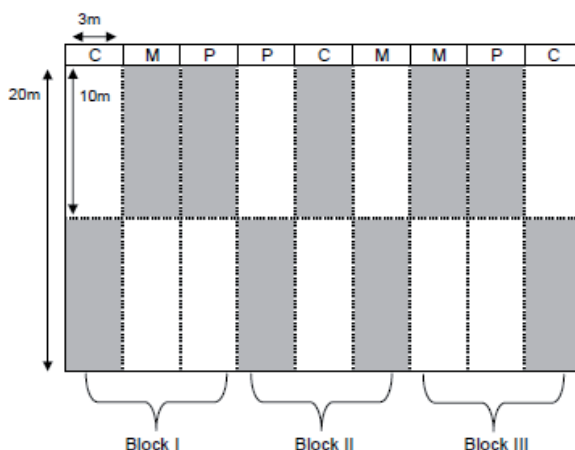 3m
C M P P C M M P C
20m
10m
Block I
Block II
Block III